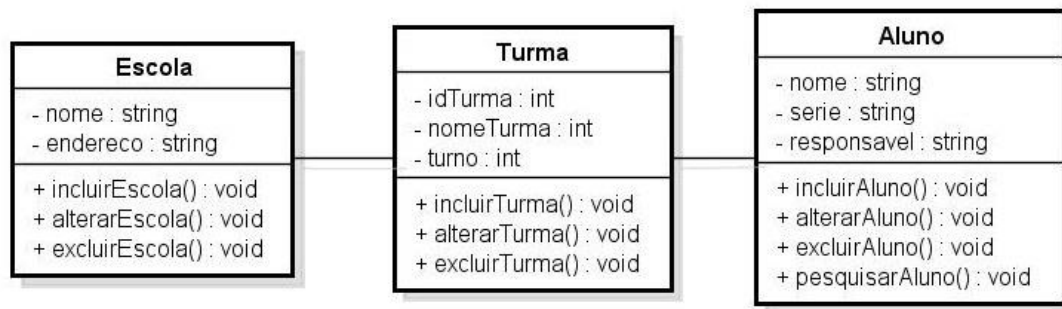 Escola
- nome : string
- endereco : string
+ incluirEscola() : void
+ alterarEscola() : void
+ excluirEscola() : void
Turma
- idTurma : int
- nomeTurma : int
- turno : int
+ incluirTurma() : void
+ alterarTurma() : void
+ excluirTurma() : void
Aluno
- nome : string
- serie : string
- responsavel : string
+ incluirAluno() : void
+ alterarAluno() : void
+ excluirAluno() : void
+ pesquisarAluno() : void